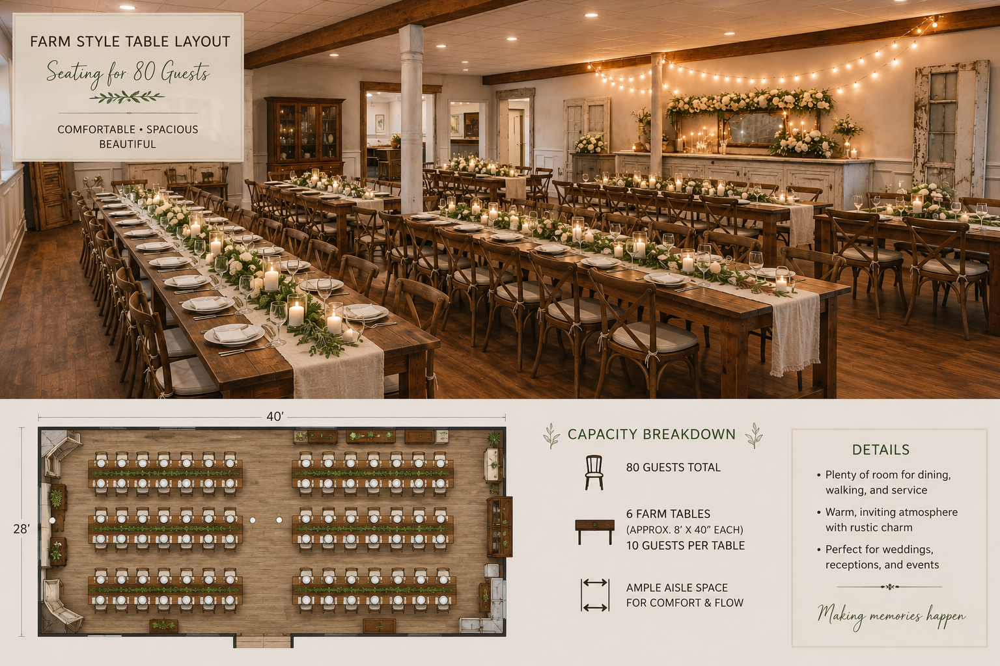 FARM STYLE TABLE LAYOUT
Seating for 80 Guests
COMFORTABLE • SPACIOUS
BEAUTIFUL
40'
28'
CAPACITY BREAKDOWN
80 GUESTS TOTAL
6 FARM TABLES
(APPROX. 8' X 40" EACH)
10 GUESTS PER TABLE
AMPLE AISLE SPACE
FOR COMFORT & FLOW
DETAILS
• Plenty of room for dining,
walking, and service
• Warm, inviting atmosphere
with rustic charm
• Perfect for weddings,
receptions, and events
Making memories happen